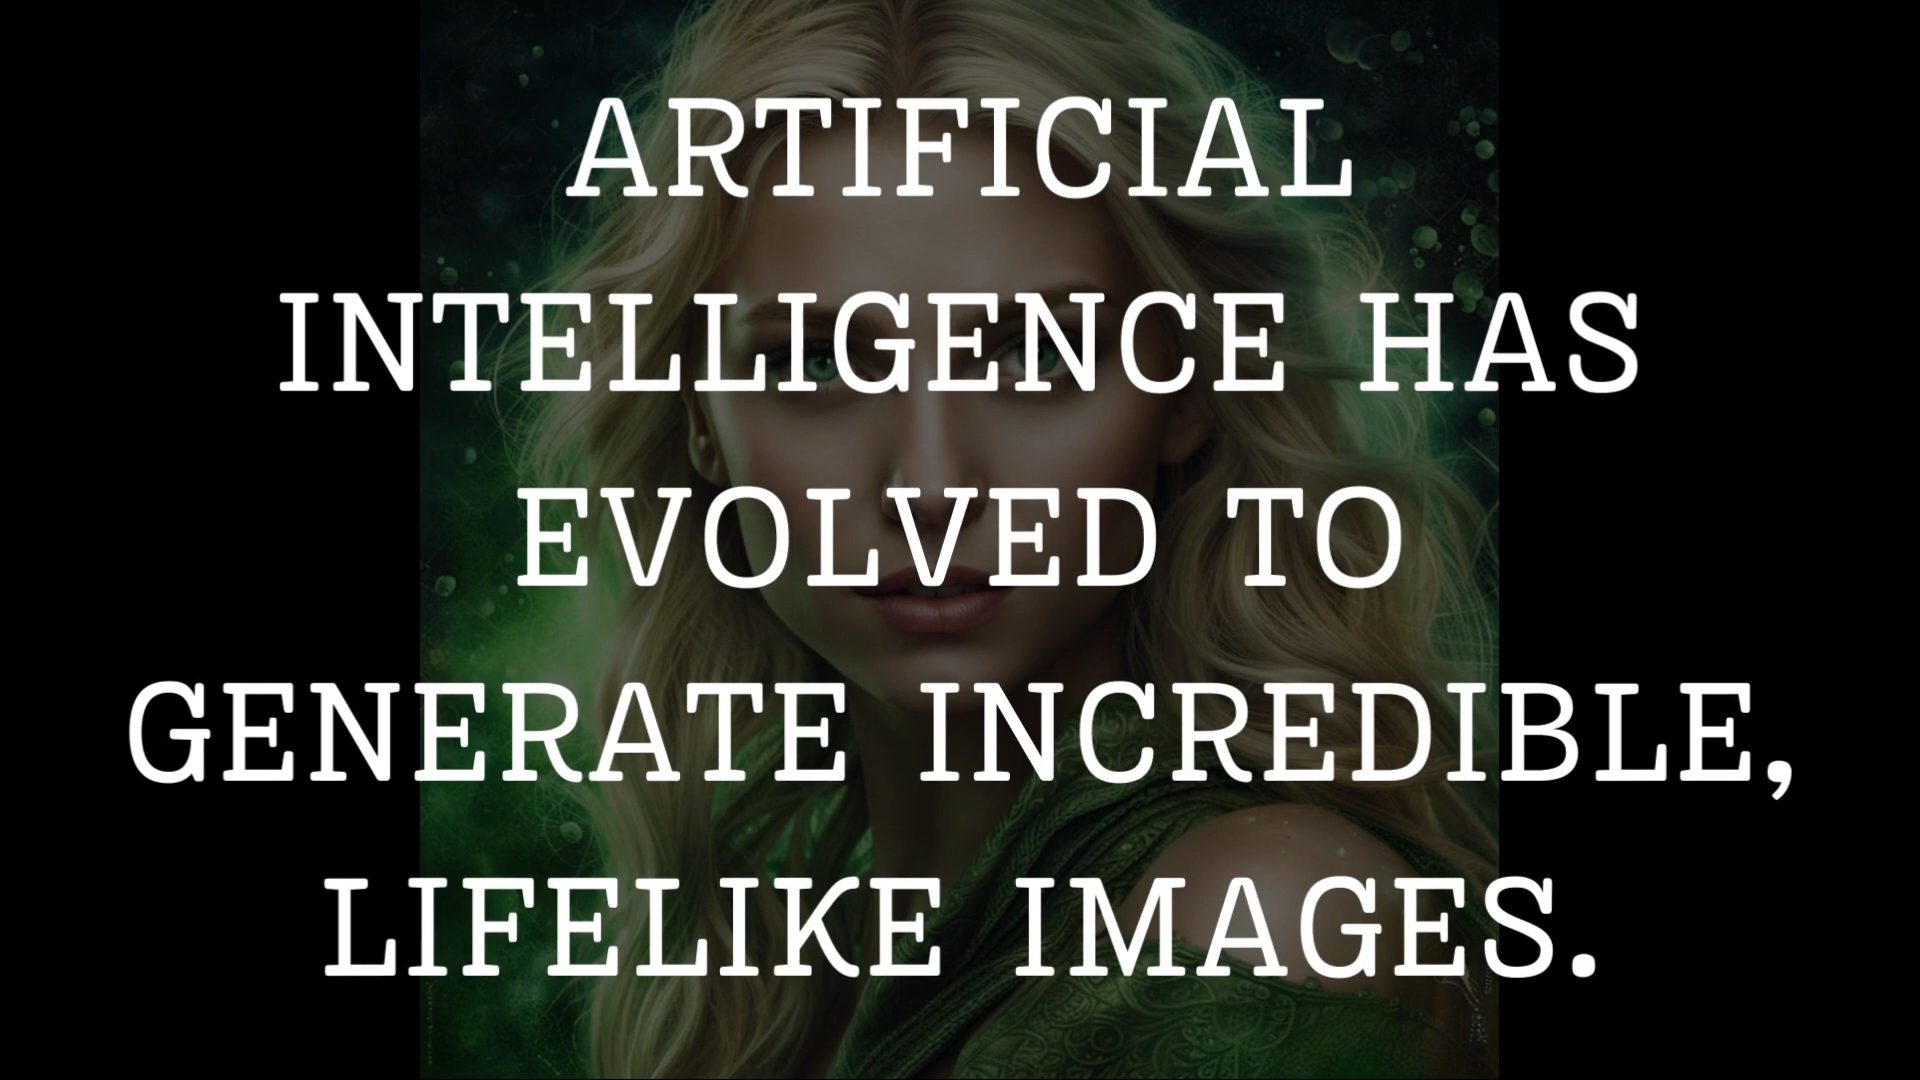 ARTIFICIAL
INTELLIGENCE HAS
EVOLVED TO
GENERATE INCREDIBLE,
LIFELIKE IMAGES.